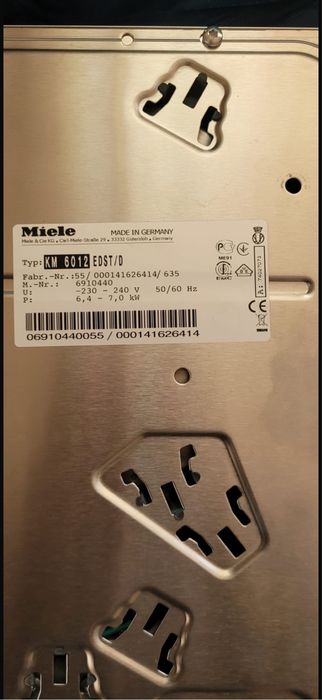 Miele
MADE IN GERMANY
Miele & Cie KG, Carl-Miele-Straße 29, 33332 Gütersloh, Germany
Typ: KM 6012 EDST/D
Fabr.-Nr.:55/ 000141626414/ 635
M.-Nr.: 6910440
U: ~230 - 240 V 50/60 Hz
P: 6,4 - 7,0 kW
06910440055 / 000141626414
ME91
CE